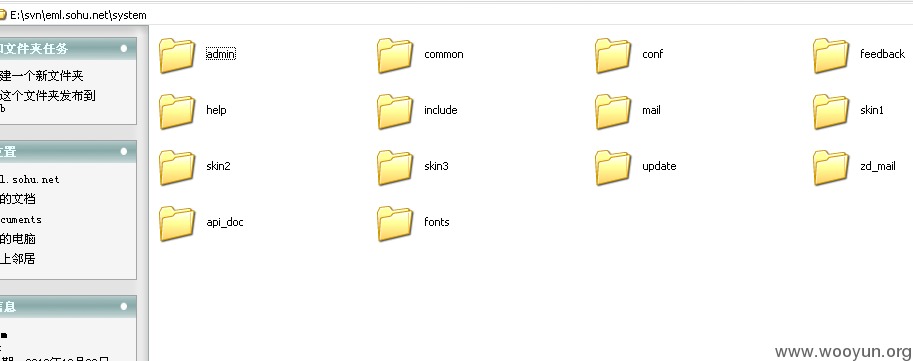 E:\svn\eml.sohu.net\system
和文件夹任务
建一个新文件夹
这个文件夹发布到
b
位置
l.sohu.net
的文档
cuments
的电脑
上邻居
信息
m
admin common conf feedback
help include mail skin1
skin2 skin3 update zd_mail
api_doc fonts
www.wooyun.org